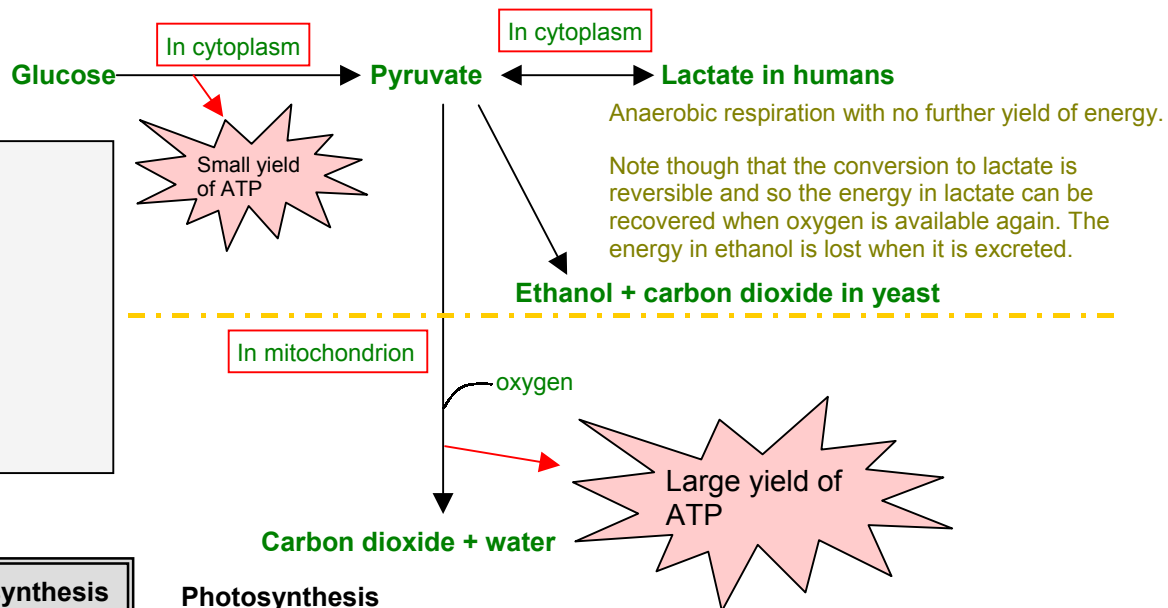 In cytoplasm
In cytoplasm
Glucose
Pyruvate
Lactate in humans
Anaerobic respiration with no further yield of energy.
Small yield
of ATP
Note though that the conversion to lactate is
reversible and so the energy in lactate can be
recovered when oxygen is available again. The
energy in ethanol is lost when it is excreted.
Ethanol + carbon dioxide in yeast
In mitochondrion
oxygen
Large yield of
ATP
Carbon dioxide + water
ynthesis
Photosynthesis